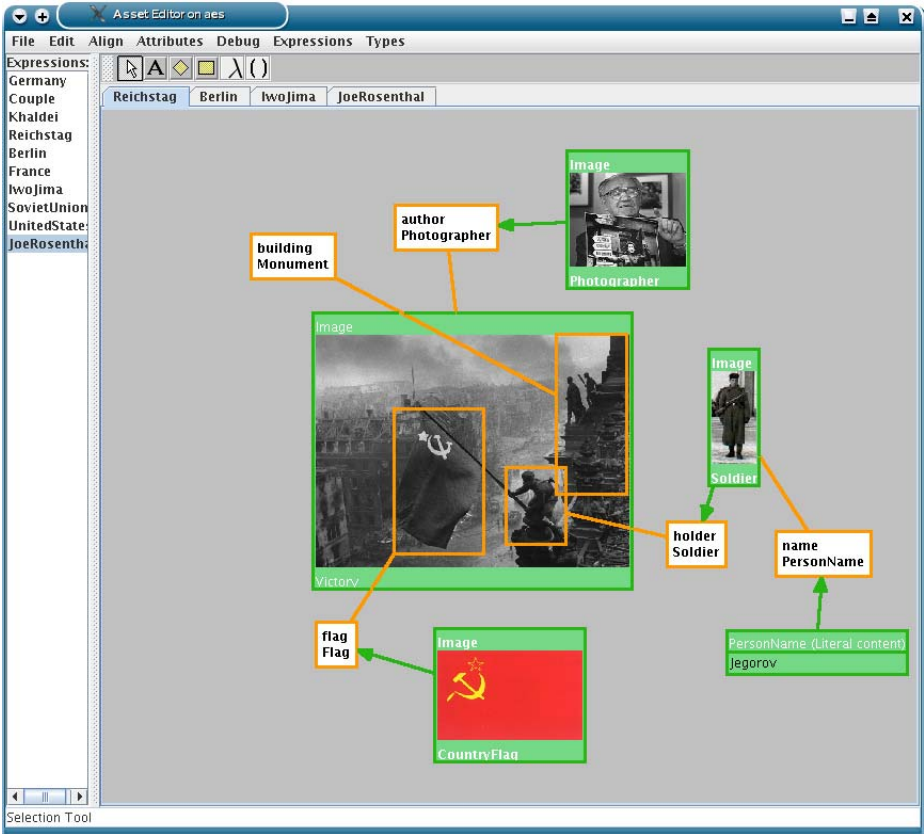 Asset Editor on aes
File Edit Align Attributes Debug Expressions Types
Expressions:
Germany
Couple
Khaldei
Reichstag
Berlin
France
IwoJima
SovietUnion
UnitedState
JoeRosentha
A λ ( )
Reichstag Berlin IwoJima JoeRosenthal
Image
Photographer
author
Photographer
building
Monument
Image
Victory
Image
Soldier
holder
Soldier
name
PersonName
PersonName (Literal content)
Jegorov
flag
Flag
Image
CountryFlag
Selection Tool